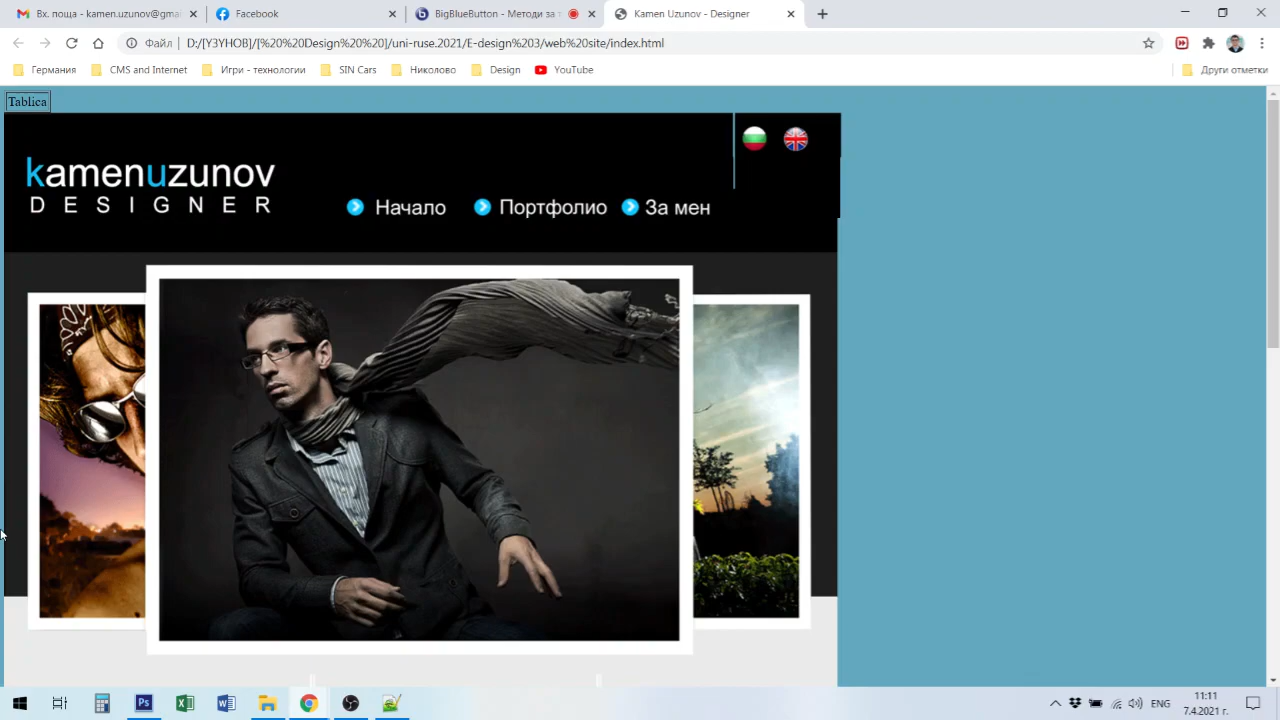 Вх. поща - kamen.uzunov@gmai
Facebook
BigBlueButton - Методи за т
Kamen Uzunov - Designer
Файл
D:/[УЗУНОВ]/[%20%20Design%20%20]/uni-ruse.2021/E-design%203/web%20site/index.html
Германия
CMS and Internet
Игри - технологии
SIN Cars
Николово
Design
YouTube
Други отметки
Tablica
kamenuzunov
DESIGNER
Начало
Портфолио
За мен
ENG
11:11
7.4.2021 г.